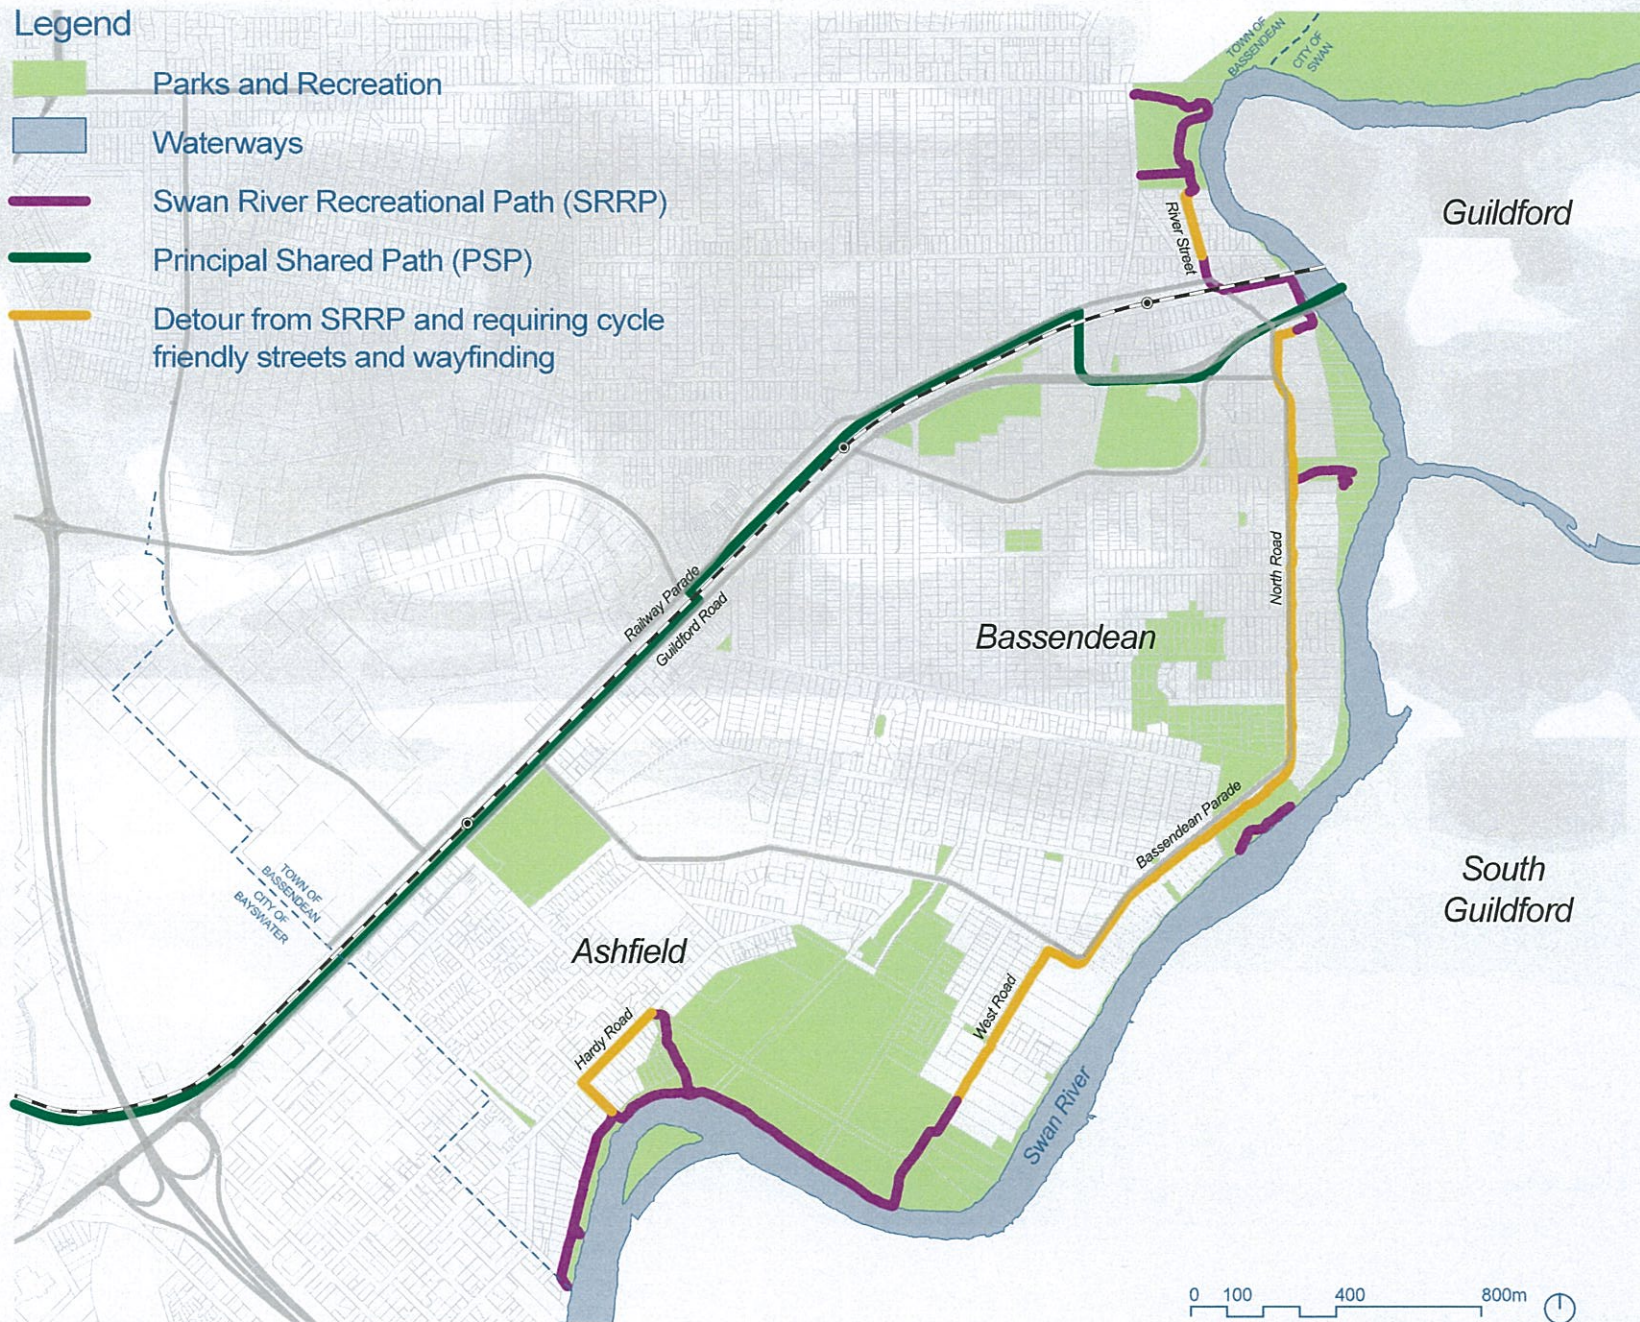 Legend
Parks and Recreation
Waterways
Swan River Recreational Path (SRRP)
Principal Shared Path (PSP)
Detour from SRRP and requiring cycle
friendly streets and wayfinding
TOWN OF
BASSENDEAN
CITY OF
SWAN
Guildford
River Street
North Road
Railway Parade
Guildford Road
Bassendean
Bassendean Parade
South
Guildford
TOWN OF
BASSENDEAN
CITY OF
BAYSWATER
Ashfield
West Road
Hardy Road
Swan River
0 100 400 800m